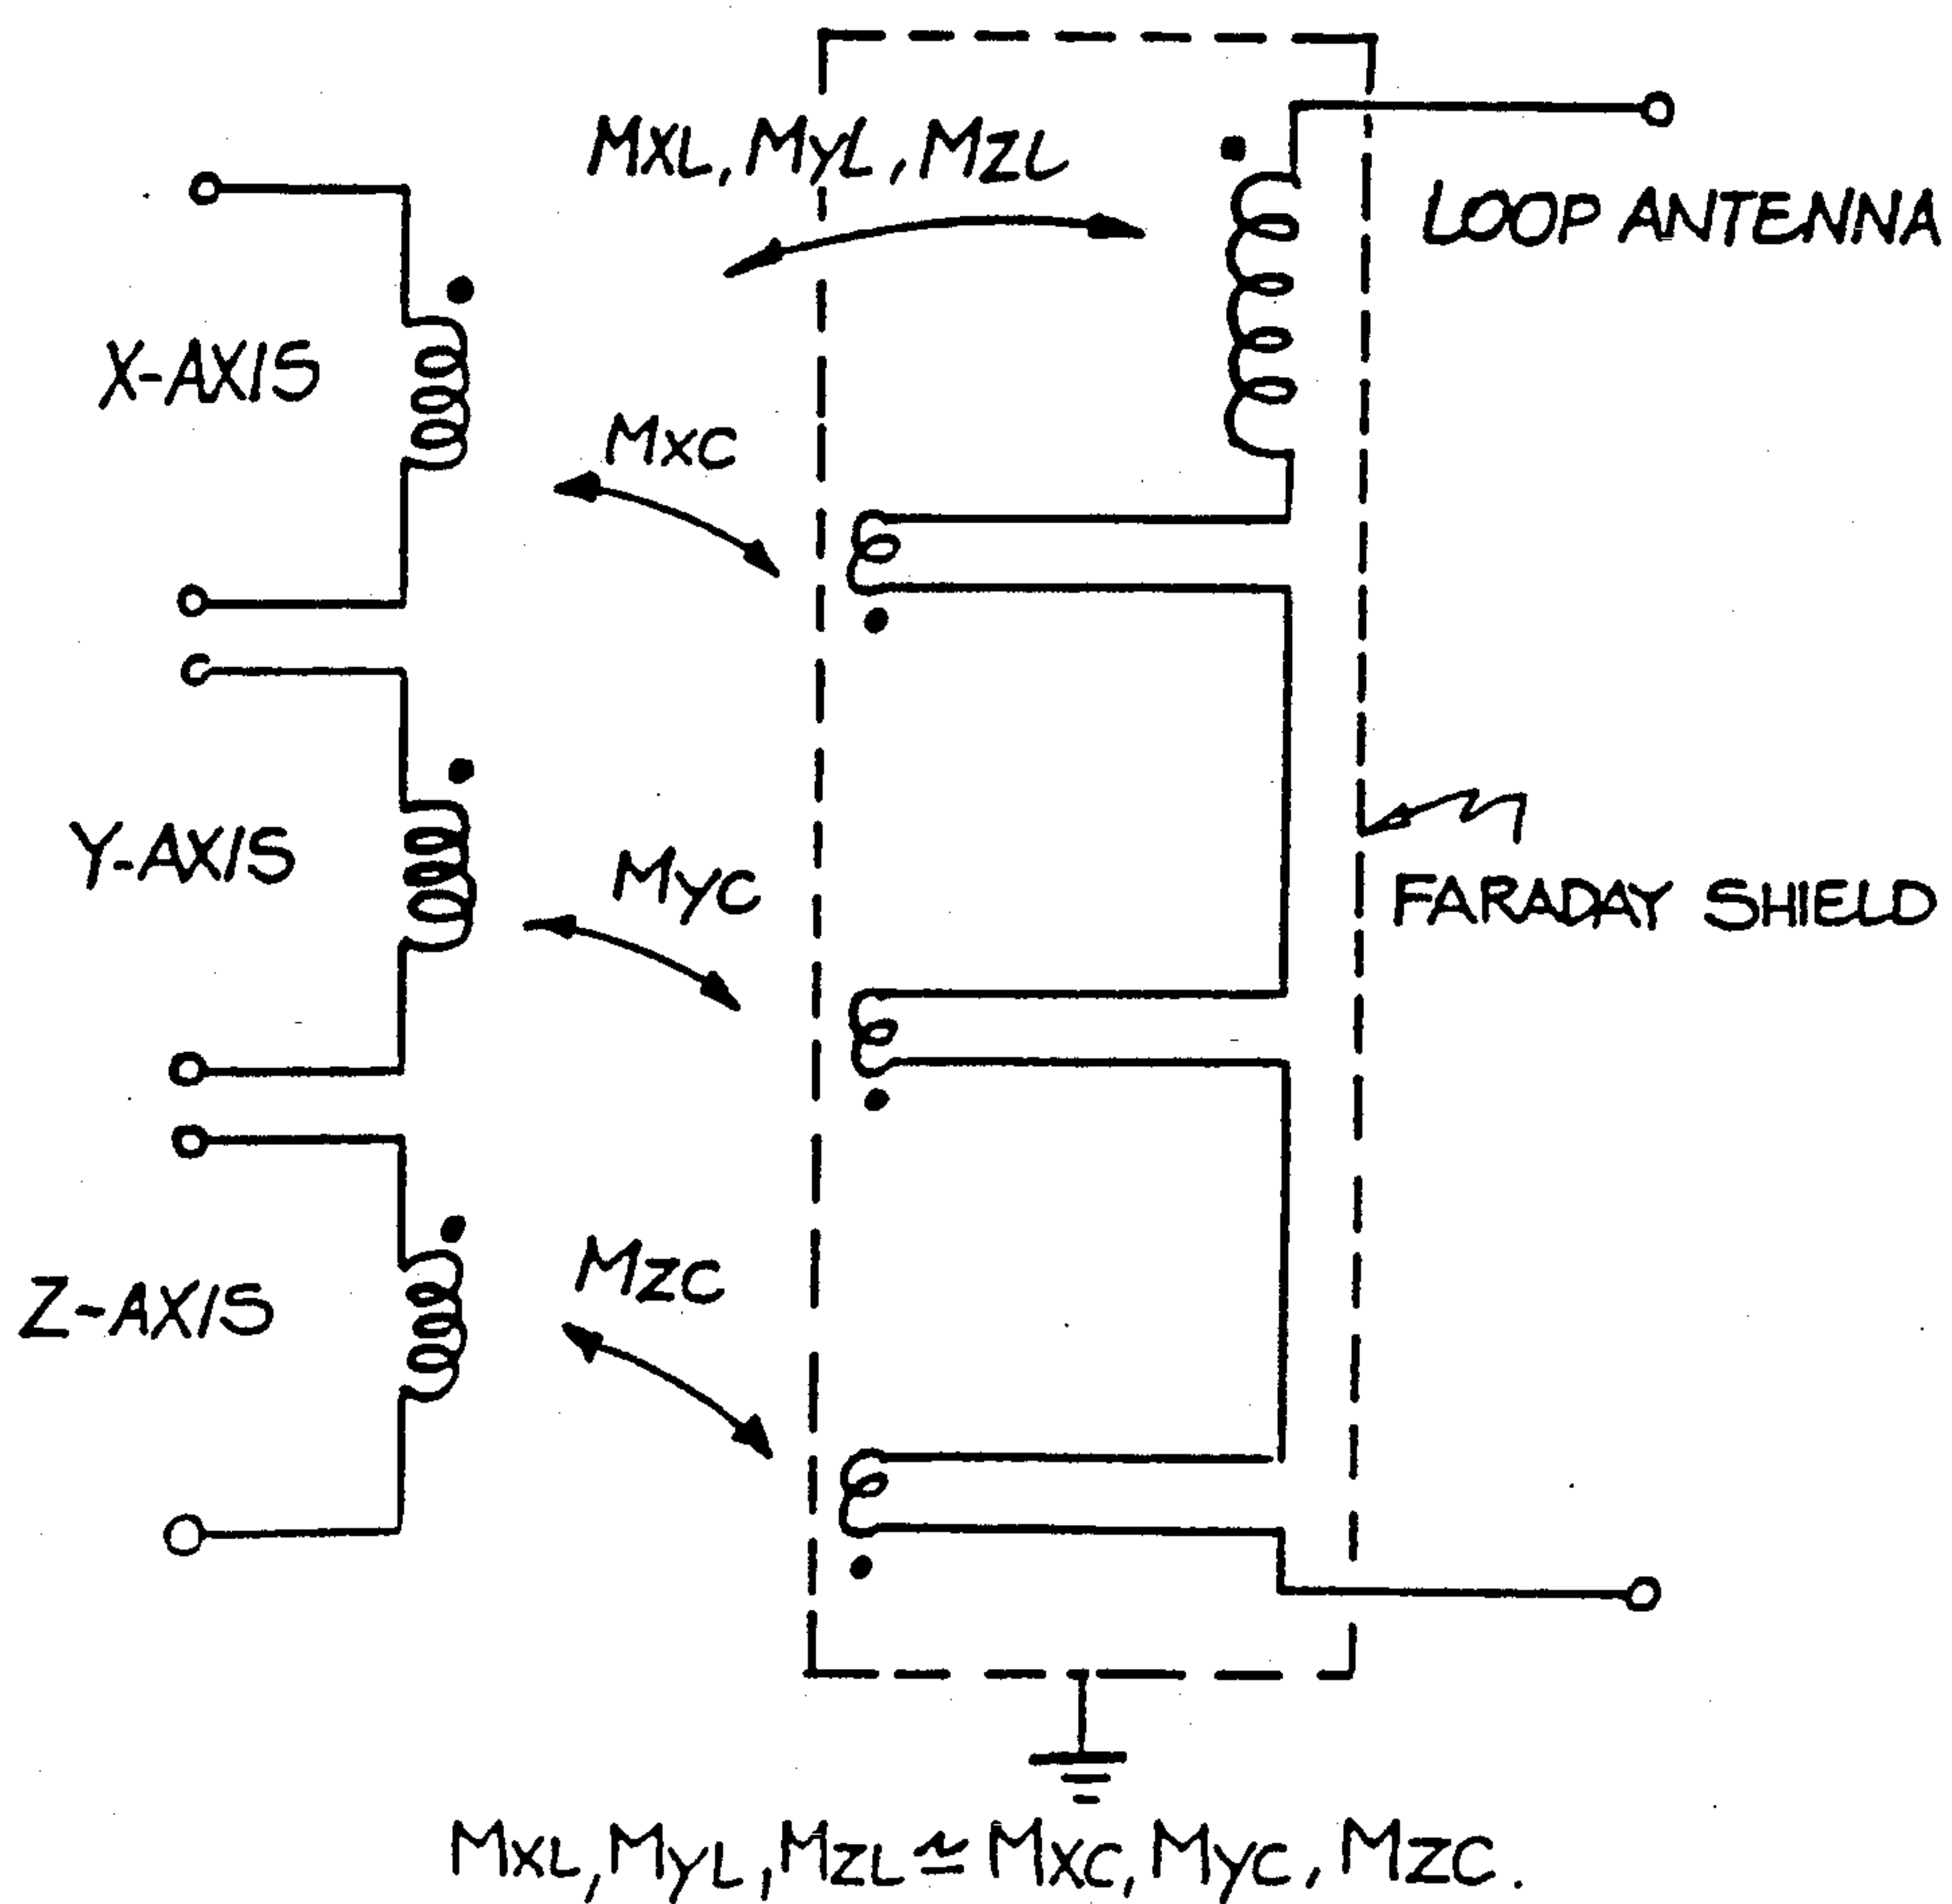 MXL, MYL, MZL
LOOP ANTENNA
X-AXIS
MXC
Y-AXIS
MYC
FARADAY SHIELD
Z-AXIS
MZC
MXL, MYL, MZL ≃ MXC, MYC, MZC.